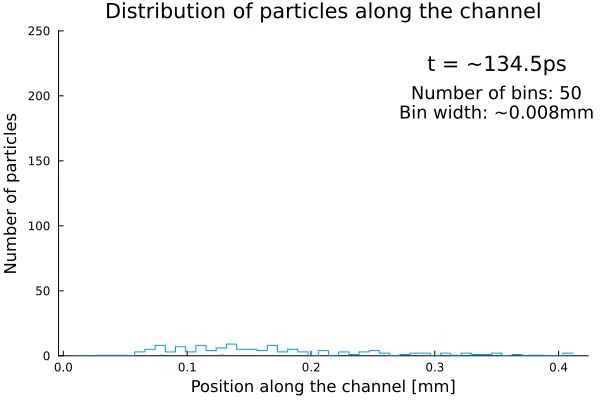 Distribution of particles along the channel
250
t = ~134.5ps
200
Number of bins: 50
Bin width: ~0.008mm
Number of particles
150
100
50
0
0.0 0.1 0.2 0.3 0.4
Position along the channel [mm]